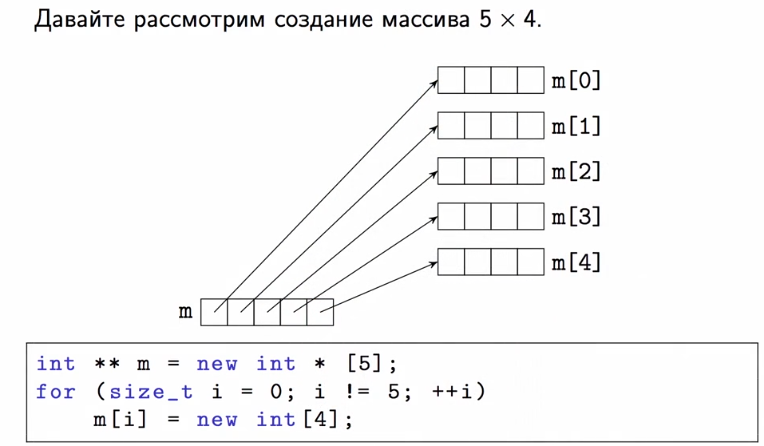 Давайте рассмотрим создание массива 5 × 4.
m[0]
m[1]
m[2]
m[3]
m[4]
m
int ** m = new int * [5];
for (size_t i = 0; i != 5; ++i)
    m[i] = new int[4];